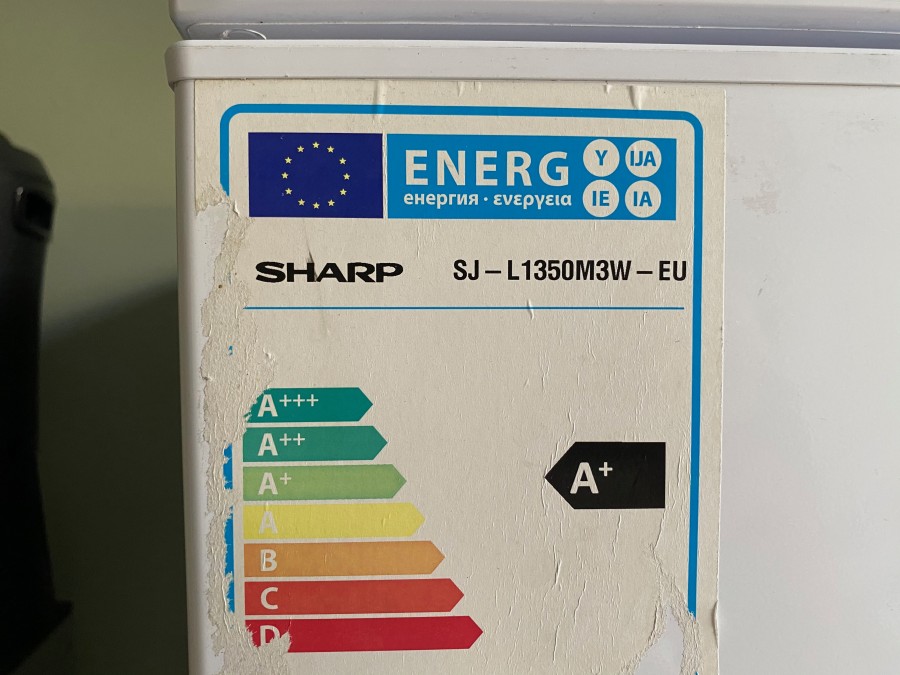 ENERG Y IJA
енергия · ενεργεια IE IA
SHARP SJ – L1350M3W – EU
A+++
A++
A+
A+
A
B
C
D